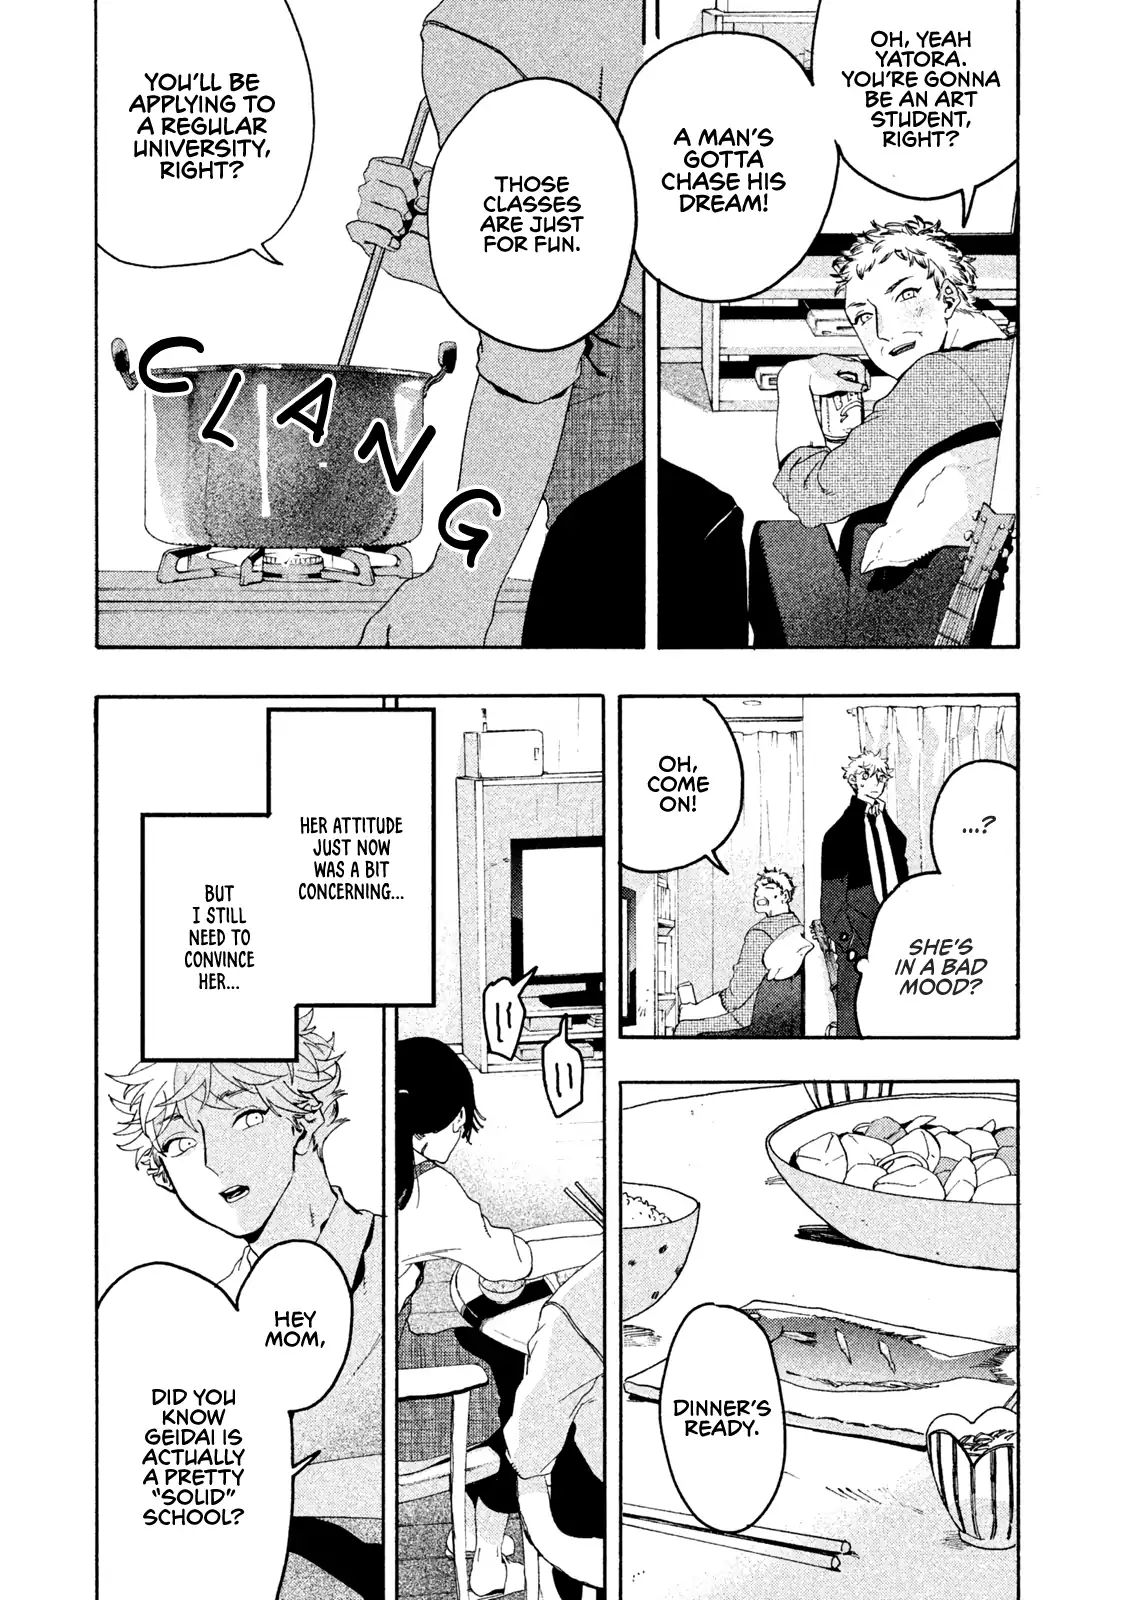 OH, YEAH
YATORA.
YOU'RE GONNA
BE AN ART
STUDENT,
RIGHT?
A MAN'S
GOTTA
CHASE HIS
DREAM!
THOSE
CLASSES
ARE JUST
FOR FUN.
YOU'LL BE
APPLYING TO
A REGULAR
UNIVERSITY,
RIGHT?
CLANG
OH,
COME
ON!
...?
SHE'S
IN A BAD
MOOD?
DINNER'S
READY.
HER ATTITUDE
JUST NOW
WAS A BIT
CONCERNING...
BUT
I STILL
NEED TO
CONVINCE
HER...
HEY
MOM,
DID YOU
KNOW
GEIDAI IS
ACTUALLY
A PRETTY
"SOLID"
SCHOOL?